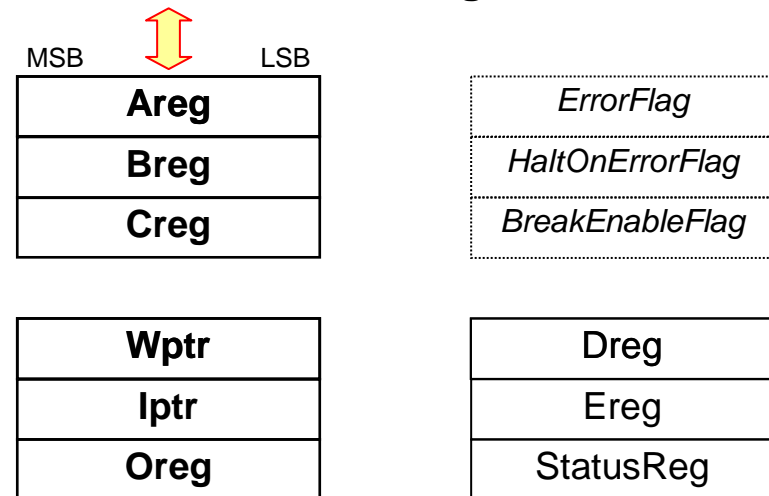 MSB LSB
Areg
Breg
Creg
ErrorFlag
HaltOnErrorFlag
BreakEnableFlag
Wptr
Iptr
Oreg
Dreg
Ereg
StatusReg